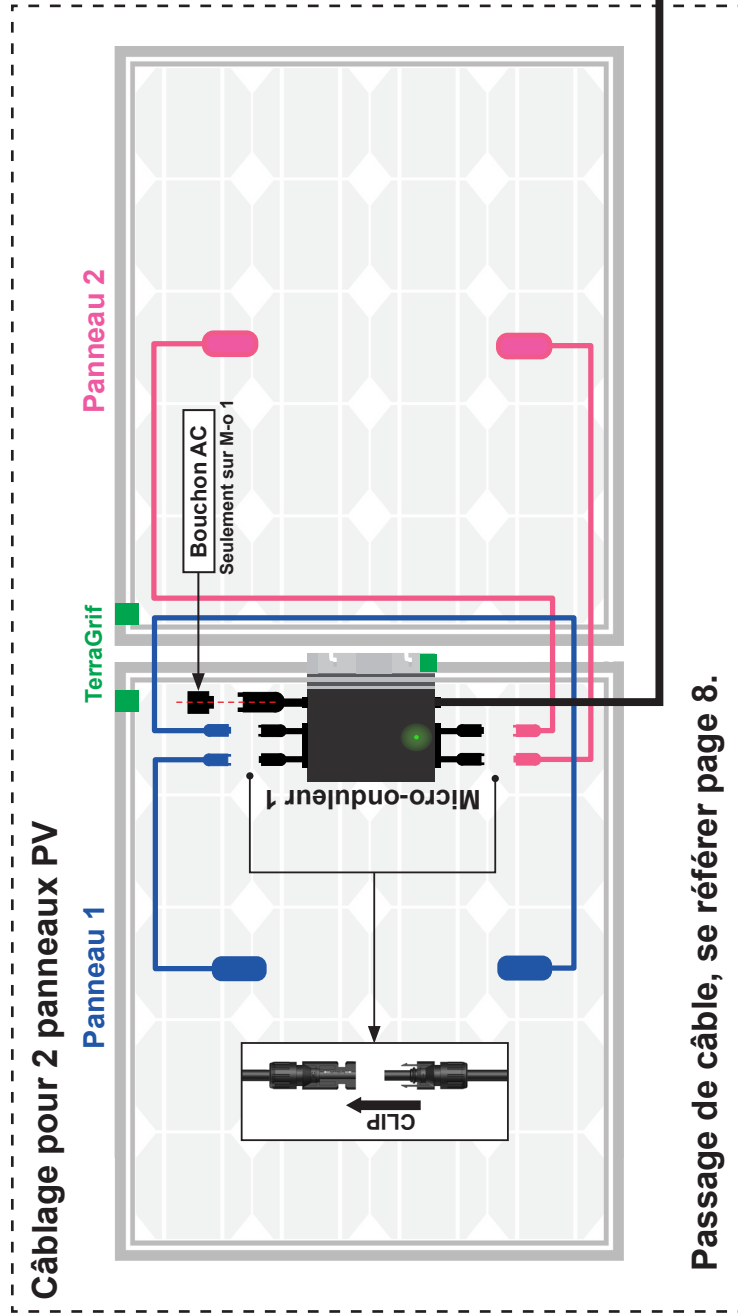 Câblage pour 2 panneaux PV
Panneau 1
TerraGrif
Panneau 2
Bouchon AC
Seulement sur M-o 1
Micro-onduleur 1
CLIP
Passage de câble, se référer page 8.